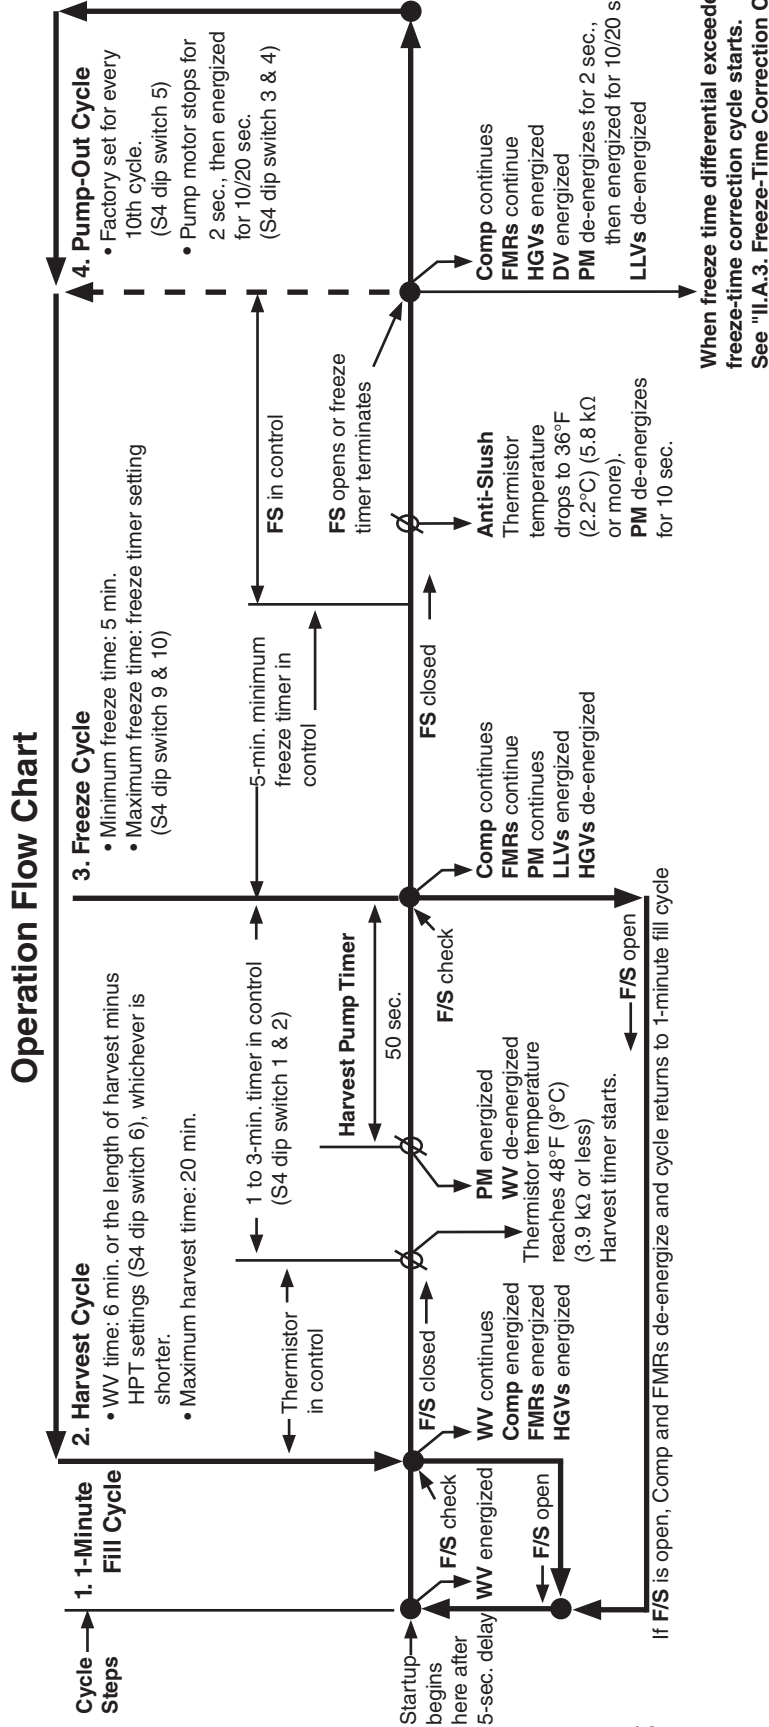 Operation Flow Chart
Cycle
Steps
1. 1-Minute
Fill Cycle
2. Harvest Cycle
• WV time: 6 min. or the length of harvest minus
HPT settings (S4 dip switch 6), whichever is
shorter.
• Maximum harvest time: 20 min.
3. Freeze Cycle
• Minimum freeze time: 5 min.
• Maximum freeze time: freeze timer setting
(S4 dip switch 9 & 10)
4. Pump-Out Cycle
• Factory set for every
10th cycle.
(S4 dip switch 5)
• Pump motor stops for
2 sec., then energized
for 10/20 sec.
(S4 dip switch 3 & 4)
Thermistor
in control
1 to 3-min. timer in control
(S4 dip switch 1 & 2)
Harvest Pump Timer
50 sec.
5-min. minimum
freeze timer in
control
FS in control
FS opens or freeze
timer terminates
Startup
begins
here after
5-sec. delay
F/S check
WV energized
F/S open
F/S closed
WV continues
Comp energized
FMRs energized
HGVs energized
PM energized
WV de-energized
Thermistor temperature
reaches 48°F (9°C)
(3.9 kΩ or less)
Harvest timer starts.
F/S check
F/S open
Comp continues
FMRs continue
PM continues
LLVs energized
HGVs de-energized
FS closed
Anti-Slush
Thermistor
temperature
drops to 36°F
(2.2°C) (5.8 kΩ
or more).
PM de-energizes
for 10 sec.
Comp continues
FMRs continue
HGVs energized
DV energized
PM de-energizes for 2 sec.,
then energized for 10/20 s
LLVs de-energized
If F/S is open, Comp and FMRs de-energize and cycle returns to 1-minute fill cycle
When freeze time differential exceede
freeze-time correction cycle starts.
See "II.A.3. Freeze-Time Correction C